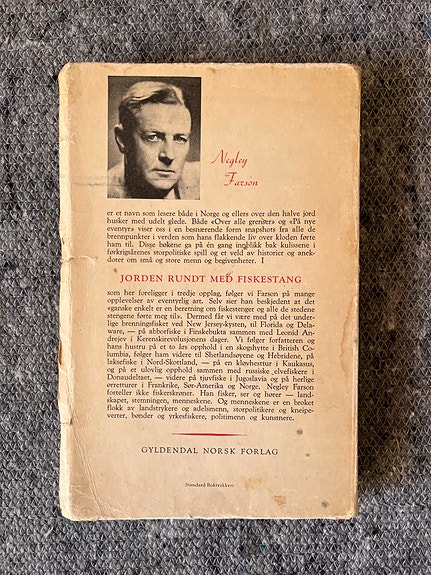 Negley
Farson
er et navn som lesere både i Norge og ellers over den halve jord
husker med udelt glede. Både «Over alle grenser» og «På nye
eventyr» viser oss i en besnærende form snapshots fra alle de
brennpunkter i verden som hans flakkende liv over kloden førte
ham til. Disse bøkene ga på én gang innblikk bak kulissene i
førkrigsårenes storpolitiske spill og et veld av historier og anek-
doter om små og store menn og begivenheter. I
JORDEN RUNDT MED FISKESTANG
som her foreligger i tredje opplag, følger vi Farson på mange
opplevelser av eventyrlig art. Selv sier han beskjedent at det
«ganske enkelt er en beretning om fiskestenger og alle de stedene
stengene førte meg til». Dermed får vi være med på det under-
lige brenningsfisket ved New Jersey-kysten, til Florida og Dela-
ware, — på abborfiske i Finskebukta sammen med Leonid An-
drejev i Kerenskirevolusjonens dager. Vi følger forfatteren og
hans hustru på et to års opphold i en skogshytte i British Co-
lumbia, følger ham videre til Shetlandsøyene og Hebridene, på
laksefiske i Nord-Skottland, — på en kløvhesttur i Kaukasus,
og på et ulovlig opphold sammen med russiske elvefiskere i
Donaudeltaet, — videre på tjuvfiske i Jugoslavia og på herlige
ørretturer i Frankrike, Sør-Amerika og Norge. Negley Farson
forteller ikke fiskerskrøner. Han fisker, ser og hører — land-
skapet, stemningen, menneskene. Og menneskene er en broket
flokk av landstrykere og adelsmenn, storpolitikere og kneipe-
verter, bønder og yrkesfiskere, politimenn og kunstnere.
GYLDENDAL NORSK FORLAG
Standard Boktrykkeri